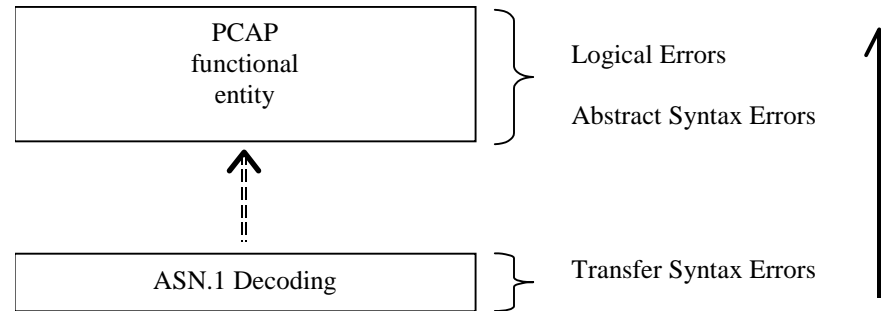 PCAP
functional
entity
Logical Errors
Abstract Syntax Errors
ASN.1 Decoding
Transfer Syntax Errors